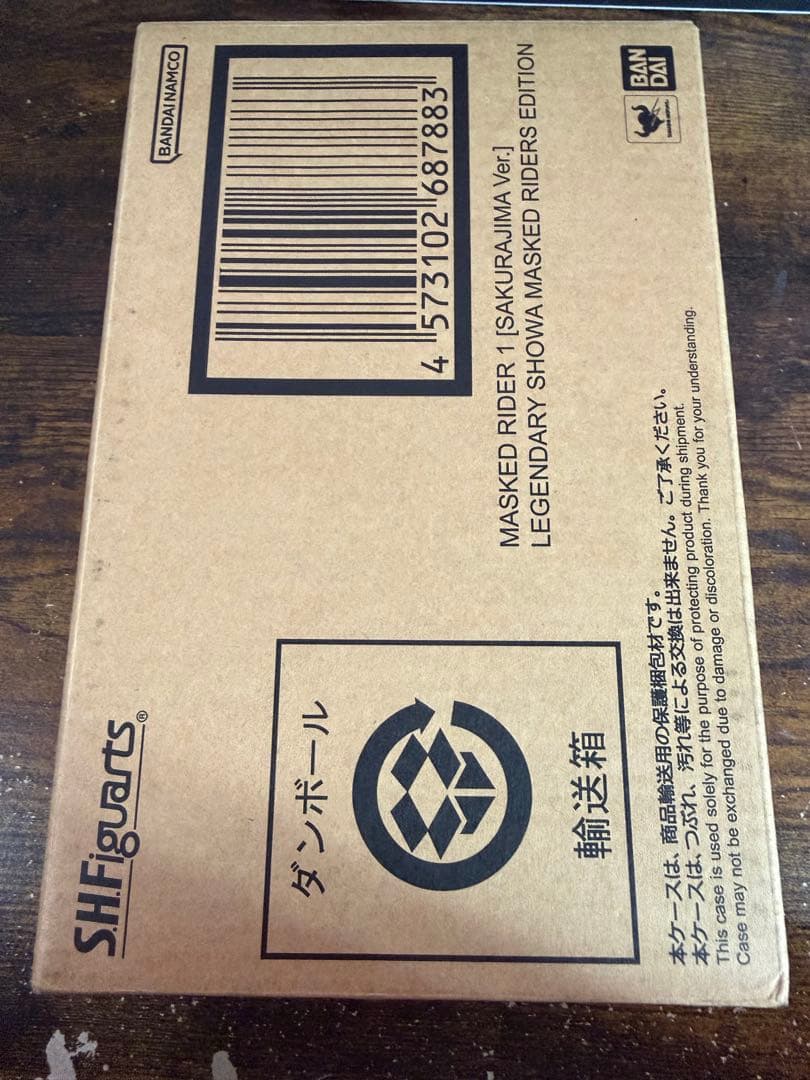 S.H.Figuarts®
BANDAI NAMCO
4 573102 687883
BAN
DAI
MASKED RIDER 1 [SAKURAJIMA Ver.]
LEGENDARY SHOWA MASKED RIDERS EDITION
ダンボール
輸送箱
本ケースは、商品輸送用の保護梱包材です。
本ケースは、つぶれ、汚れ等による交換は出来ません。ご了承ください。
This case is used solely for the purpose of protecting product during shipment.
Case may not be exchanged due to damage or discoloration. Thank you for your understanding.